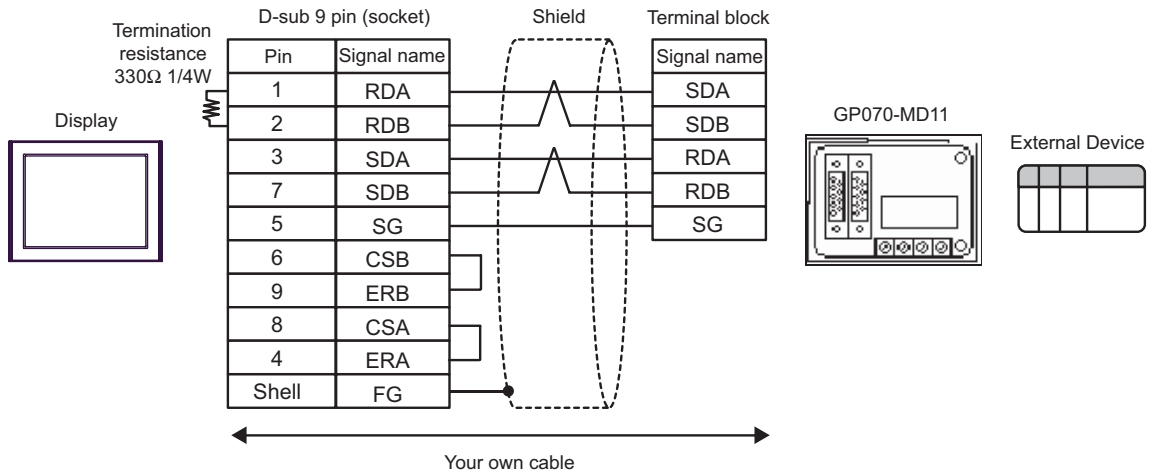 Termination
resistance
330Ω 1/4W
D-sub 9 pin (socket)
Shield
Terminal block
Pin Signal name
Signal name
1 RDA
SDA
2 RDB
SDB
3 SDA
RDA
7 SDB
RDB
5 SG
SG
6 CSB
9 ERB
8 CSA
4 ERA
Shell FG
Display
GP070-MD11
External Device
Your own cable